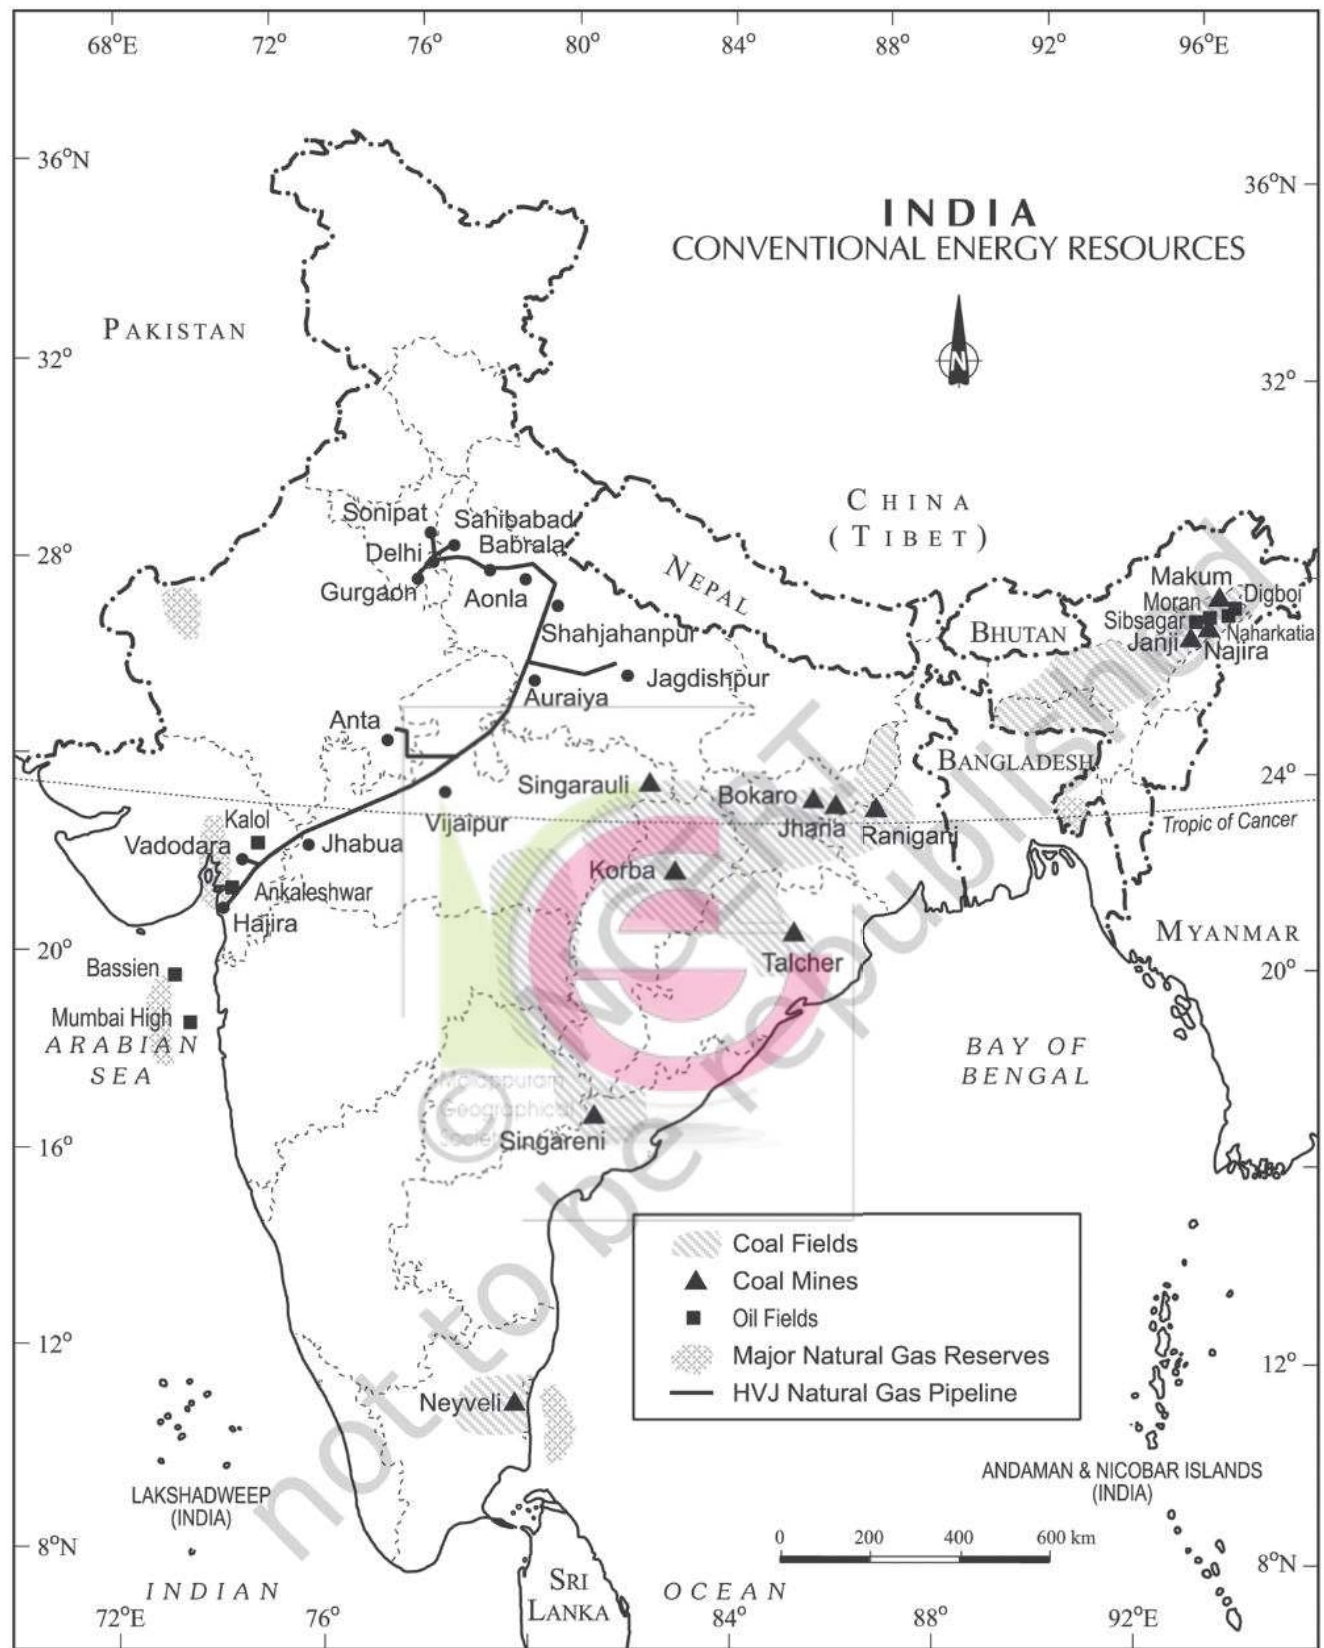 68°E 72° 76° 80° 84° 88° 92° 96°E
36°N
36°N
INDIA
CONVENTIONAL ENERGY RESOURCES
PAKISTAN
N
32°
32°
CHINA
(TIBET)
Sonipat
Sahibabad
Delhi
Babrala
28°
Gurgaon
Aonla
NEPAL
Shahjahanpur
BHUTAN
Makum
Digboi
Moran
Sibsagar
Naharkatia
Janji
Najira
Jagdishpur
Auraiya
Anta
BANGLADESH
24°
Singarauli
Bokaro
Jharia
Raniganj
Tropic of Cancer
Kalol
Vijaipur
Vadodara
Jhabua
Korba
Ankaleshwar
Hajira
MYANMAR
20°
20°
Talcher
Bassien
Mumbai High
ARABIAN
SEA
BAY OF
BENGAL
Malappuram
Geographical
Society
16°
Singareni
© NCERT
not to be republished
Coal Fields
Coal Mines
Oil Fields
Major Natural Gas Reserves
HVJ Natural Gas Pipeline
12°
12°
Neyveli
LAKSHADWEEP
(INDIA)
ANDAMAN & NICOBAR ISLANDS
(INDIA)
0 200 400 600 km
8°N
8°N
INDIAN
OCEAN
SRI
LANKA
72°E 76° 84° 88° 92°E